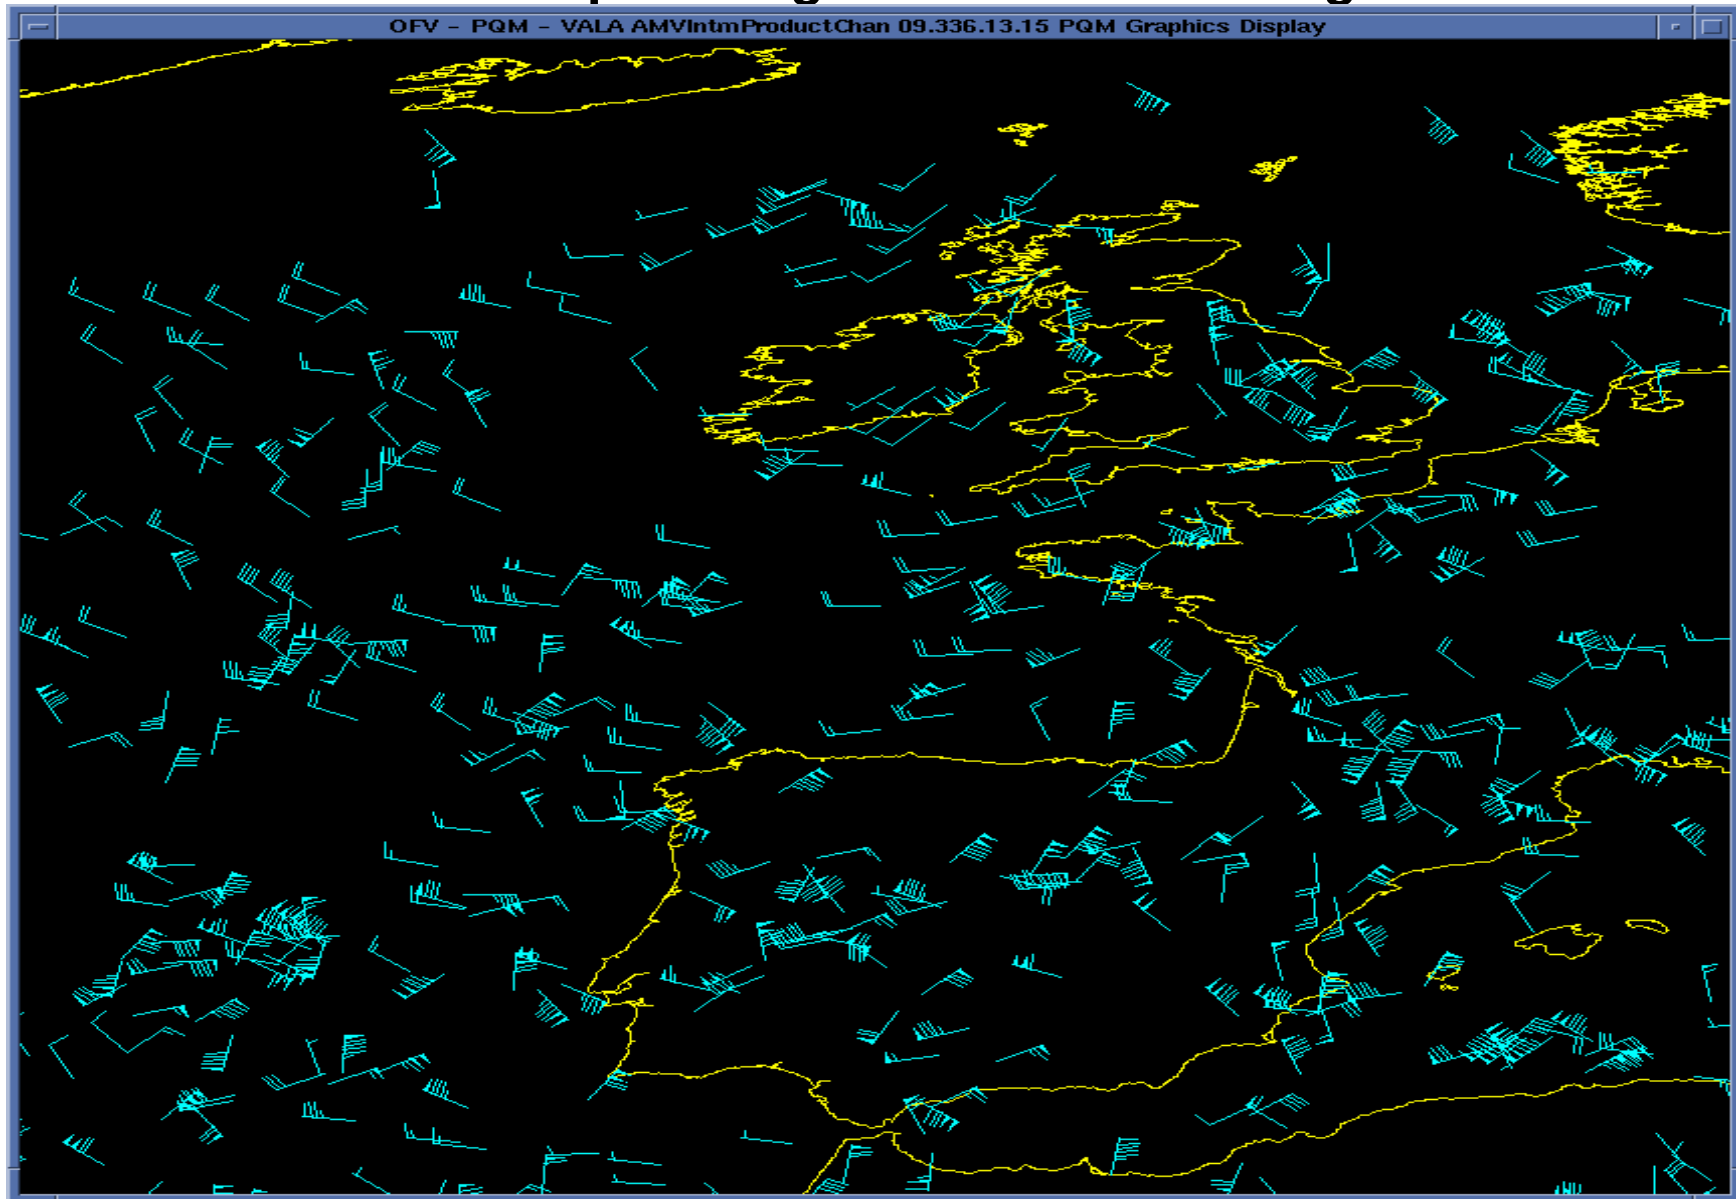 OFV - PQM - VALA AMVIntmProductChan 09.336.13.15 PQM Graphics Display